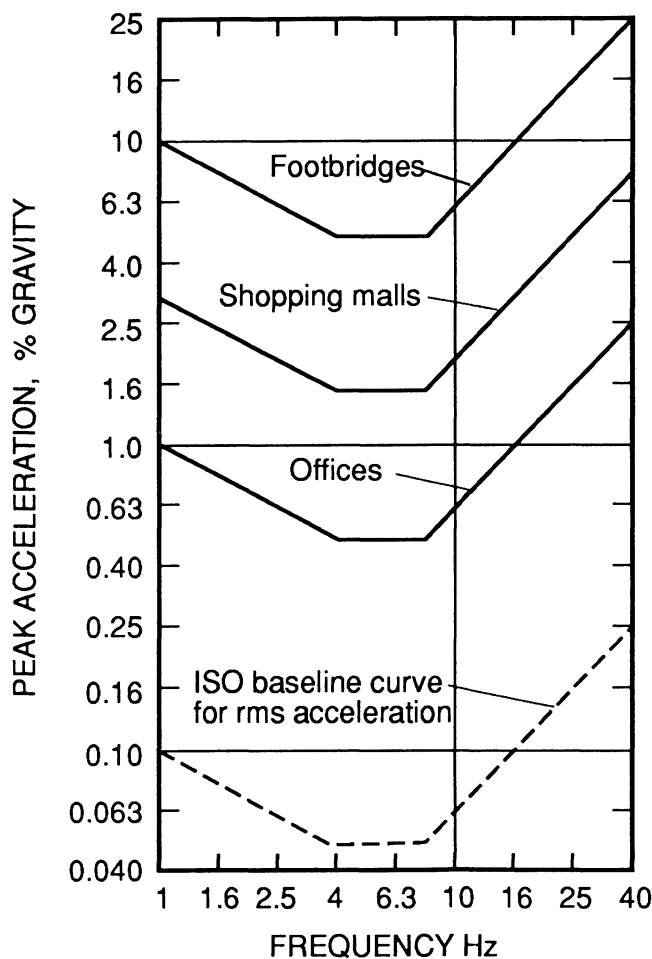 25
16
10
6.3
4.0
2.5
1.6
1.0
0.63
0.40
0.25
0.16
0.10
0.063
0.040
PEAK ACCELERATION, % GRAVITY
Footbridges
Shopping malls
Offices
ISO baseline curve
for rms acceleration
1 1.6 2.5 4 6.3 10 16 25 40
FREQUENCY Hz